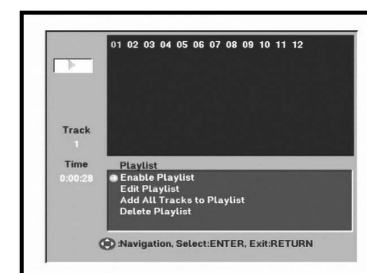 01 02 03 04 05 06 07 08 09 10 11 12
Track
1
Time
0:00:28
Playlist
Enable Playlist
Edit Playlist
Add All Tracks to Playlist
Delete Playlist
:Navigation, Select:ENTER, Exit:RETURN